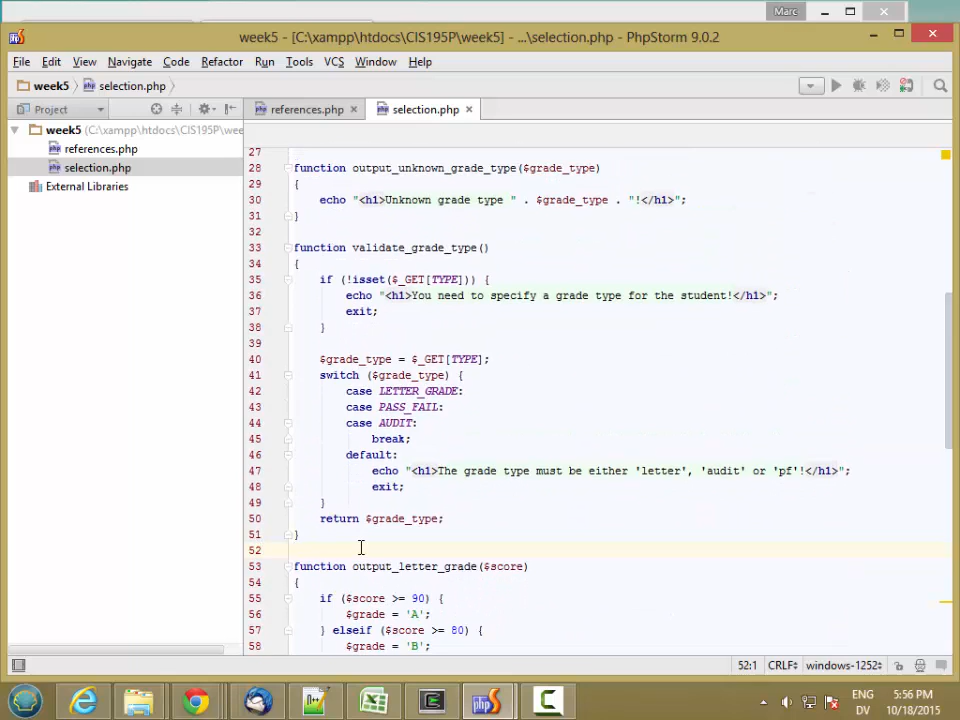 Marc
week5 - [C:\xampp\htdocs\CIS195P\week5] - ...\selection.php - PhpStorm 9.0.2
File Edit View Navigate Code Refactor Run Tools VCS Window Help
week5 selection.php
Project references.php selection.php
week5 (C:\xampp\htdocs\CIS195P\wee
references.php
selection.php
External Libraries
27
28 function output_unknown_grade_type($grade_type)
29 {
30 echo "<h1>Unknown grade type " . $grade_type . "!</h1>";
31 }
32
33 function validate_grade_type()
34 {
35 if (!isset($_GET[TYPE])) {
36 echo "<h1>You need to specify a grade type for the student!</h1>";
37 exit;
38 }
39
40 $grade_type = $_GET[TYPE];
41 switch ($grade_type) {
42 case LETTER_GRADE:
43 case PASS_FAIL:
44 case AUDIT:
45 break;
46 default:
47 echo "<h1>The grade type must be either 'letter', 'audit' or 'pf'!</h1>";
48 exit;
49 }
50 return $grade_type;
51 }
52
53 function output_letter_grade($score)
54 {
55 if ($score >= 90) {
56 $grade = 'A';
57 } elseif ($score >= 80) {
58 $grade = 'B';
52:1 CRLF windows-1252
ENG 5:56 PM
DV 10/18/2015